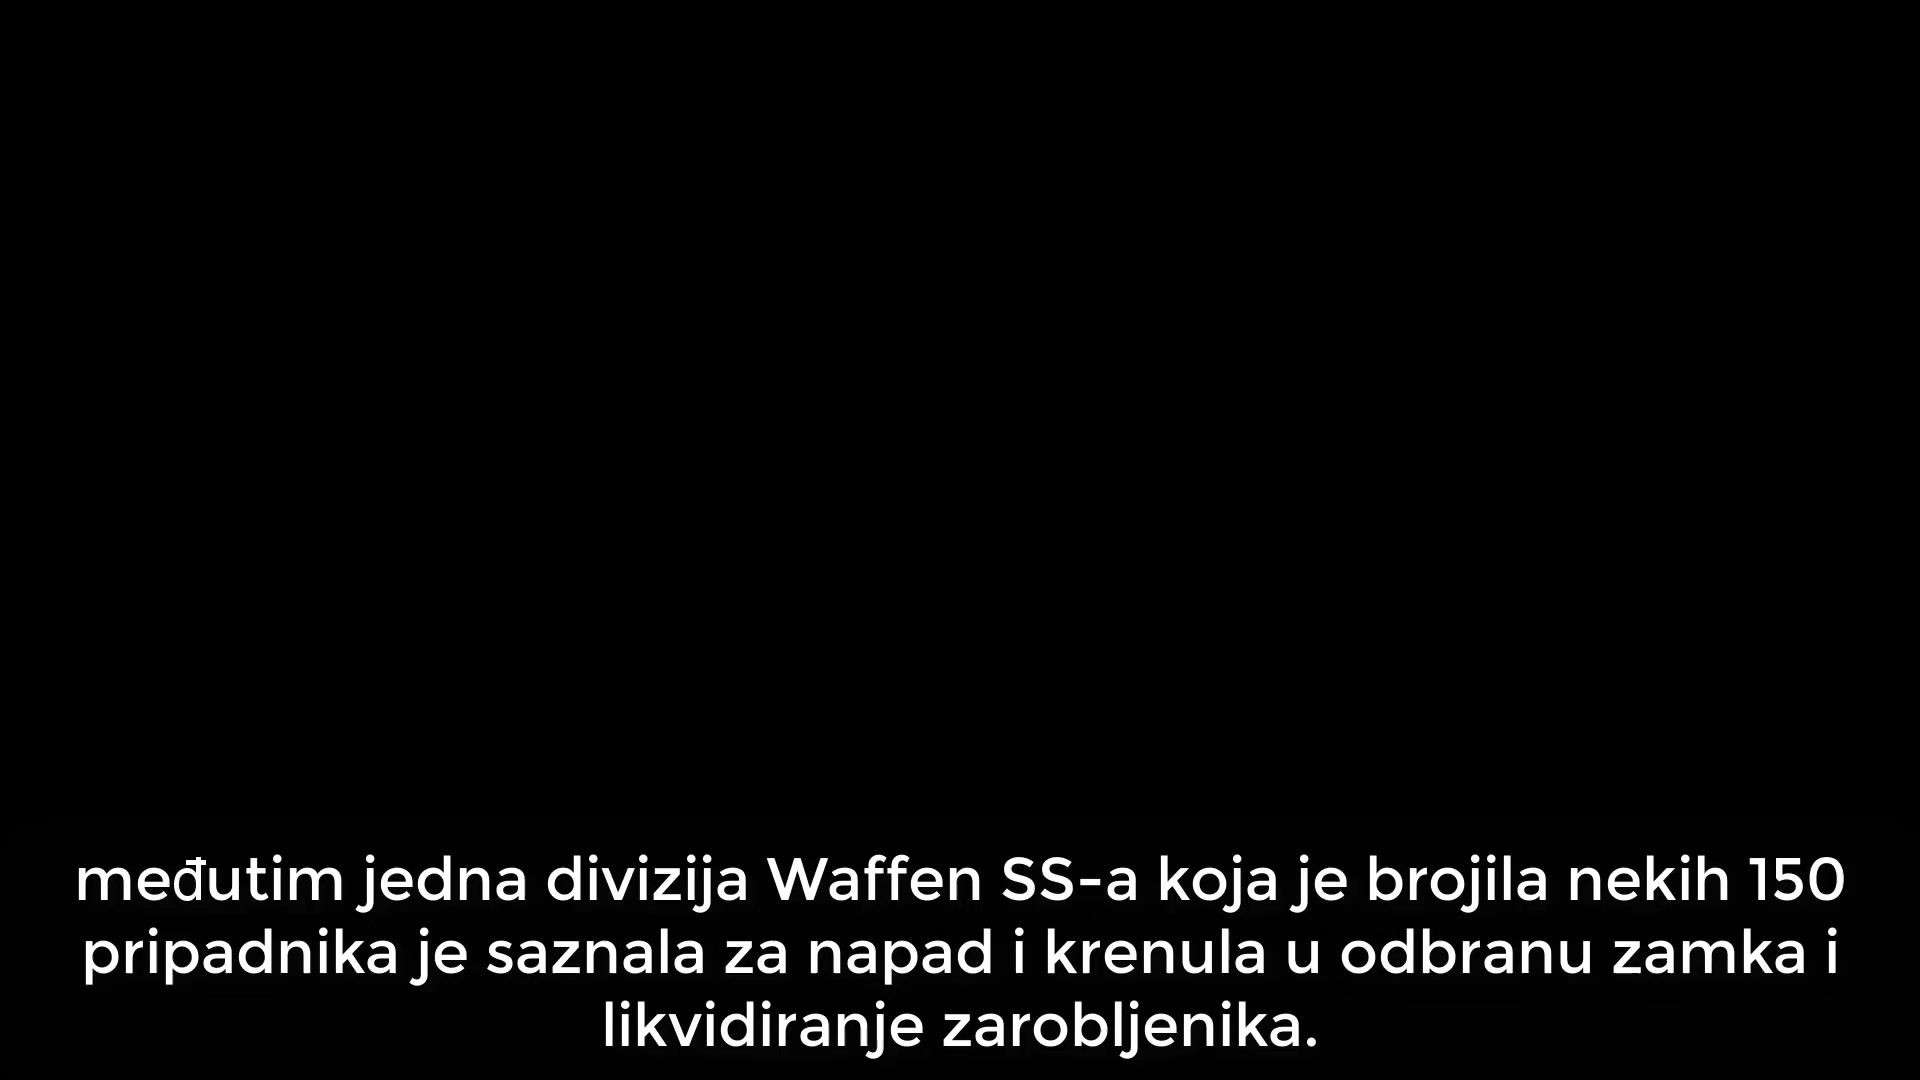 međutim jedna divizija Waffen SS-a koja je brojila nekih 150
pripadnika je saznala za napad i krenula u odbranu zamka i
likvidiranje zarobljenika.